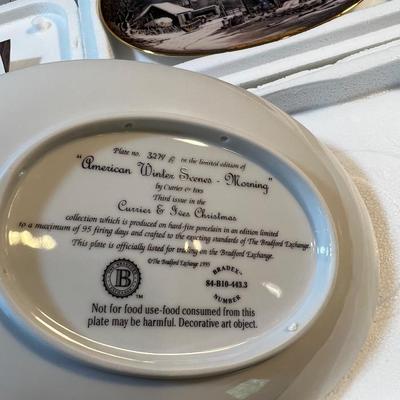 Plate no. 3274 B in the limited edition of
"American Winter Scenes - Morning"
by Currier & Ives
Third issue in the
Currier & Ives Christmas
collection which is produced on hard-fire porcelain in an edition limited
to a maximum of 95 firing days and crafted to the exacting standards of The Bradford Exchange.
This plate is officially listed for trading on the Bradford Exchange.
©The Bradford Exchange 1995
B
TM
BRADEX
84-B10-443.3
NUMBER
Not for food use-food consumed from this
plate may be harmful. Decorative art object.